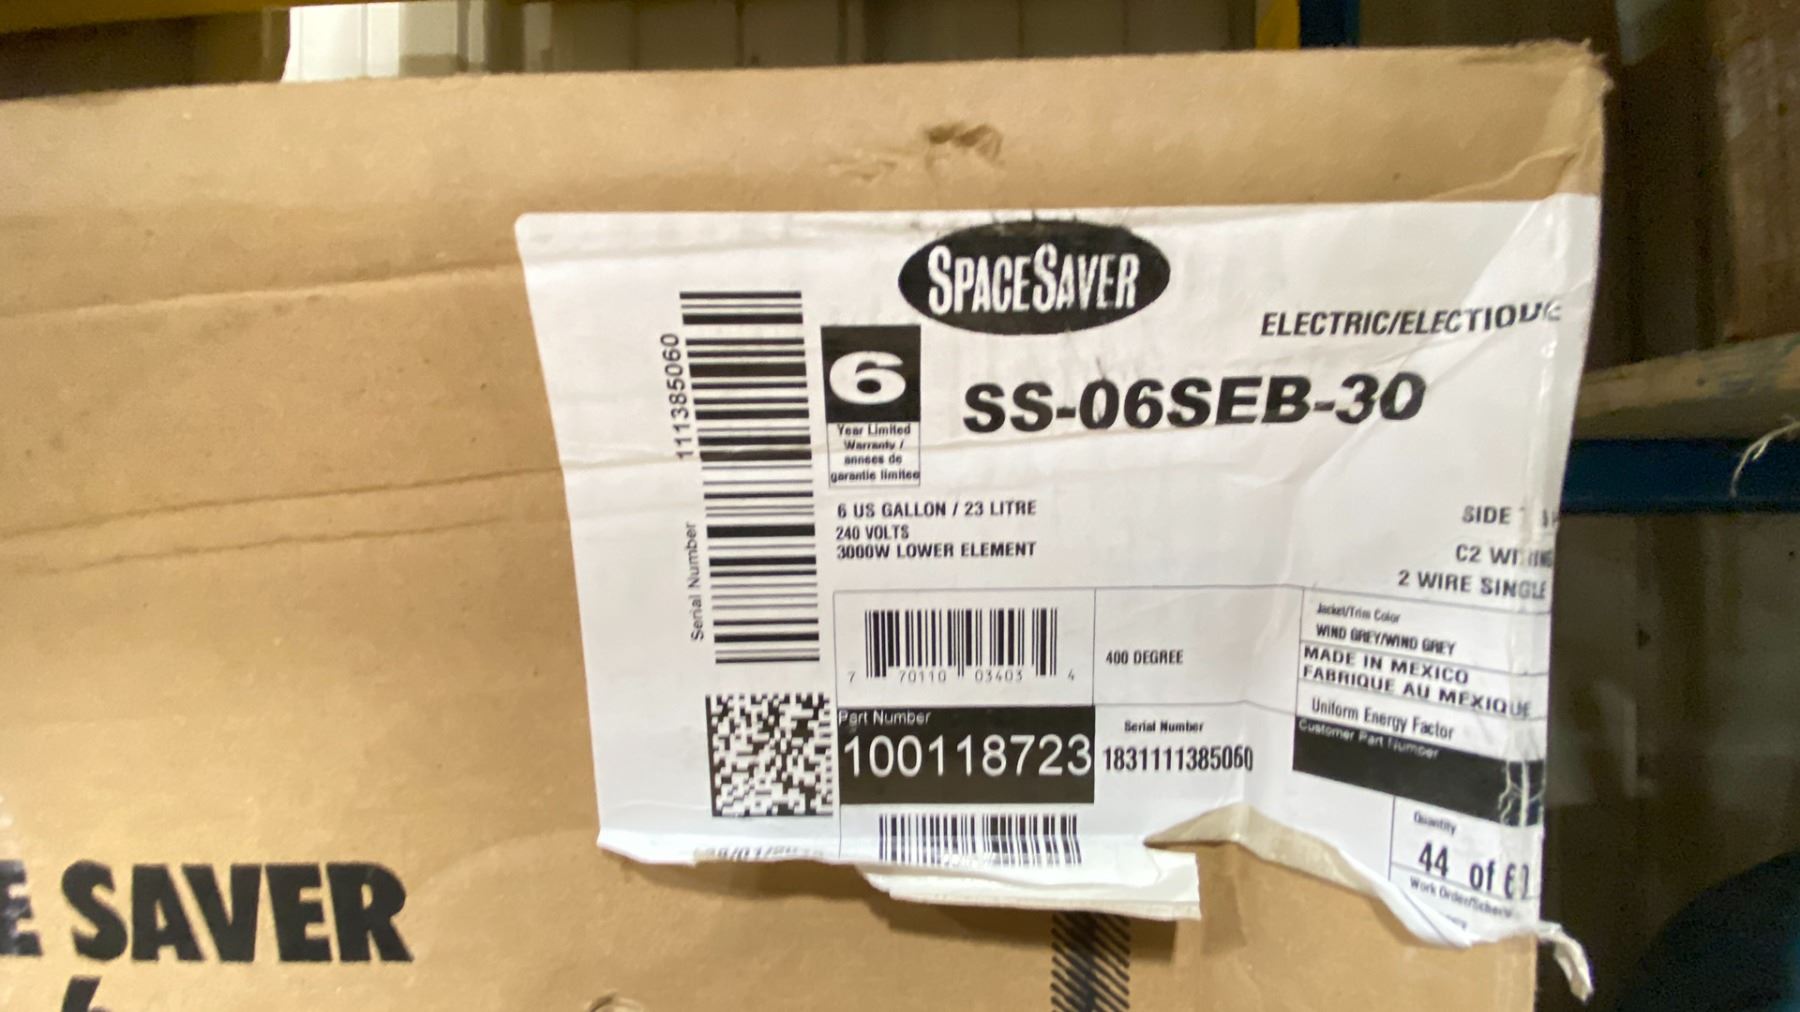 SPACESAVER
ELECTRIC/ELECTIQUE
SS-06SEB-30
6
Year Limited
Warranty /
annees de
garantie limitee
111385060
Serial Number
6 US GALLON / 23 LITRE
240 VOLTS
3000W LOWER ELEMENT
SIDE
C2 WIRING
2 WIRE SINGLE
7 70110 03403 4
400 DEGREE
Jacket/Trim Color
WIND GREY/WIND GREY
MADE IN MEXICO
FABRIQUE AU MEXIQUE
Uniform Energy Factor
Customer Part Number
Part Number
100118723
Serial Number
1831111385060
Quantity
44 of
Work Order/
E SAVER
6